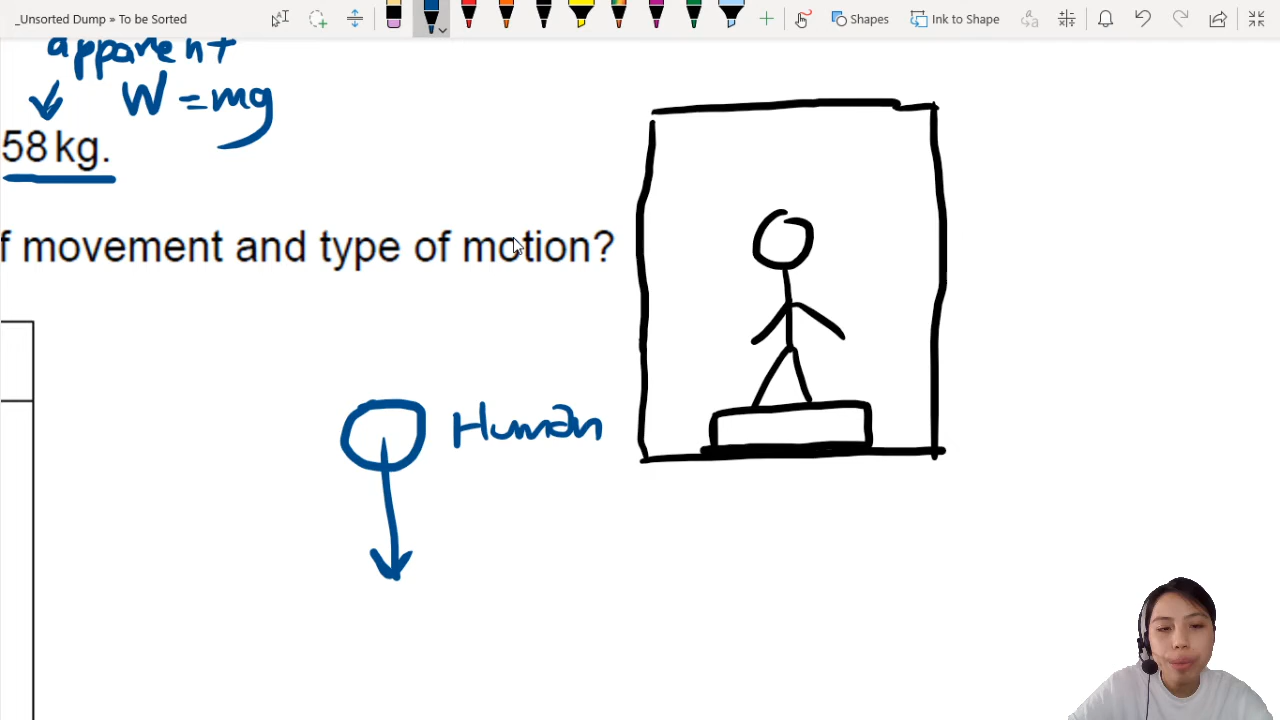 _Unsorted Dump » To be Sorted
Shapes
Ink to Shape
apparent
W = mg
58 kg.
f movement and type of motion?
Human